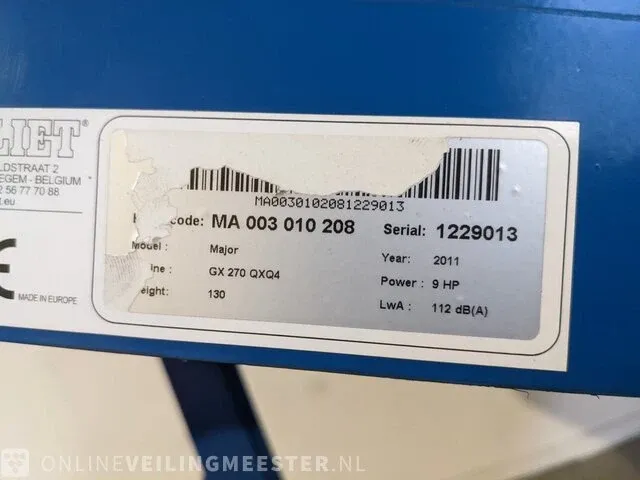 LIET®
LDSTRAAT 2
EGEM - BELGIUM
2 56 77 70 88
t.eu
CE
MADE IN EUROPE
MA0030102081229013
code: MA 003 010 208 Serial: 1229013
Model : Major Year: 2011
ine : GX 270 QXQ4 Power : 9 HP
eight: 130 LwA : 112 dB(A)
ONLINEVEILINGMEESTER.NL